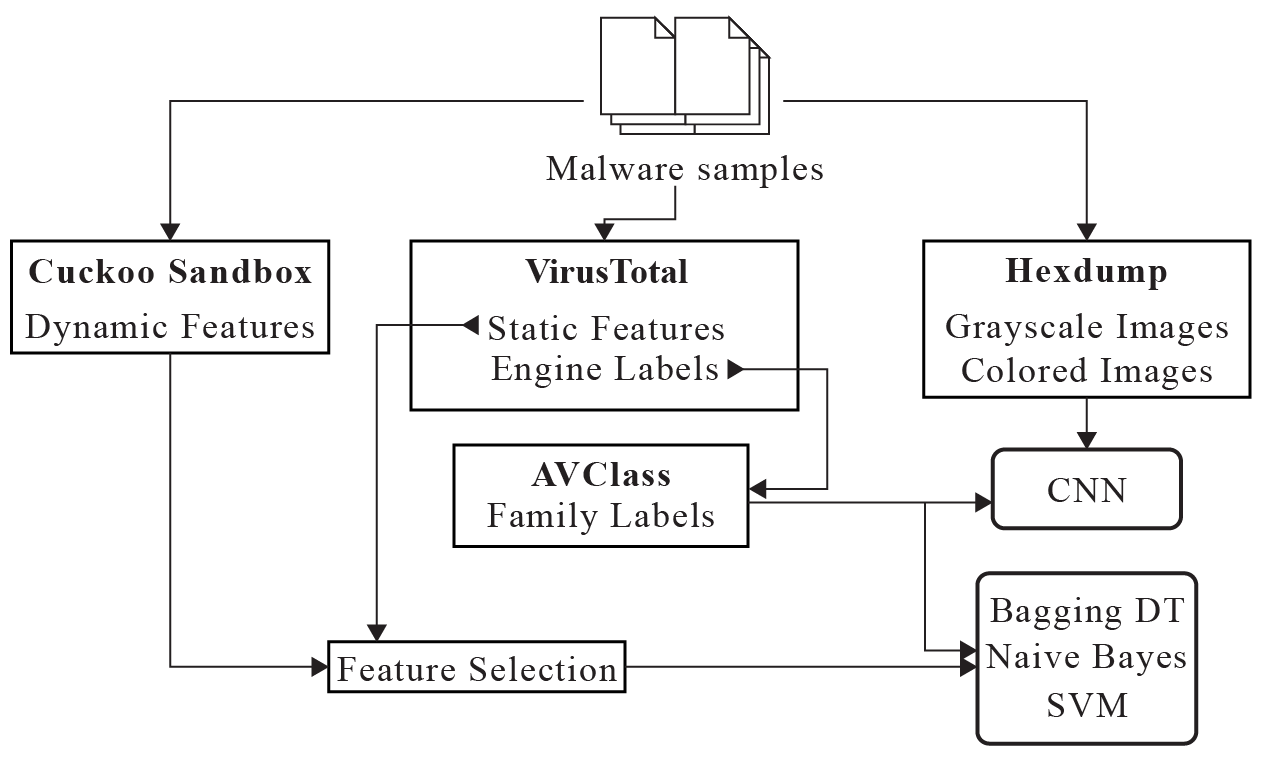 Malware samples
Cuckoo Sandbox
Dynamic Features
VirusTotal
Static Features
Engine Labels
Hexdump
Grayscale Images
Colored Images
AVClass
Family Labels
CNN
Feature Selection
Bagging DT
Naive Bayes
SVM